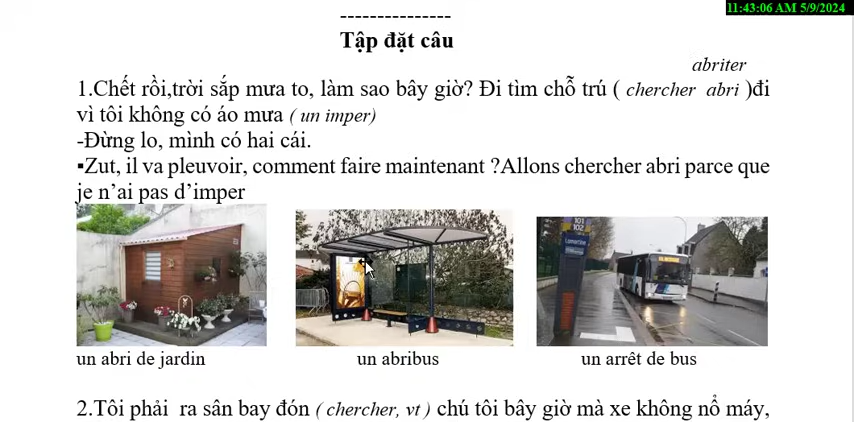 11:43:06 AM 5/9/2024
---------------
Tập đặt câu
abriter
1.Chết rồi,trời sắp mưa to, làm sao bây giờ? Đi tìm chỗ trú ( chercher abri )đi
vì tôi không có áo mưa ( un imper)
-Đừng lo, mình có hai cái.
▪Zut, il va pleuvoir, comment faire maintenant ?Allons chercher abri parce que
je n’ai pas d’imper
101
102
Lamartine
un abri de jardin
un abribus
un arrêt de bus
2.Tôi phải ra sân bay đón ( chercher, vt ) chú tôi bây giờ mà xe không nổ máy,